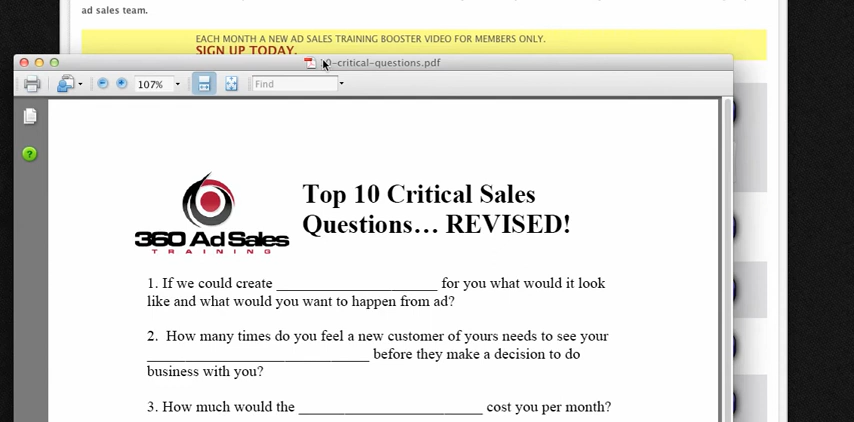 ad sales team.
EACH MONTH A NEW AD SALES TRAINING BOOSTER VIDEO FOR MEMBERS ONLY.
SIGN UP TODAY.
0-critical-questions.pdf
107%
Find
?
360 Ad Sales
TRAINING
Top 10 Critical Sales
Questions… REVISED!
1. If we could create ______________________ for you what would it look
like and what would you want to happen from ad?
2. How many times do you feel a new customer of yours needs to see your
______________________________ before they make a decision to do
business with you?
3. How much would the _________________________ cost you per month?